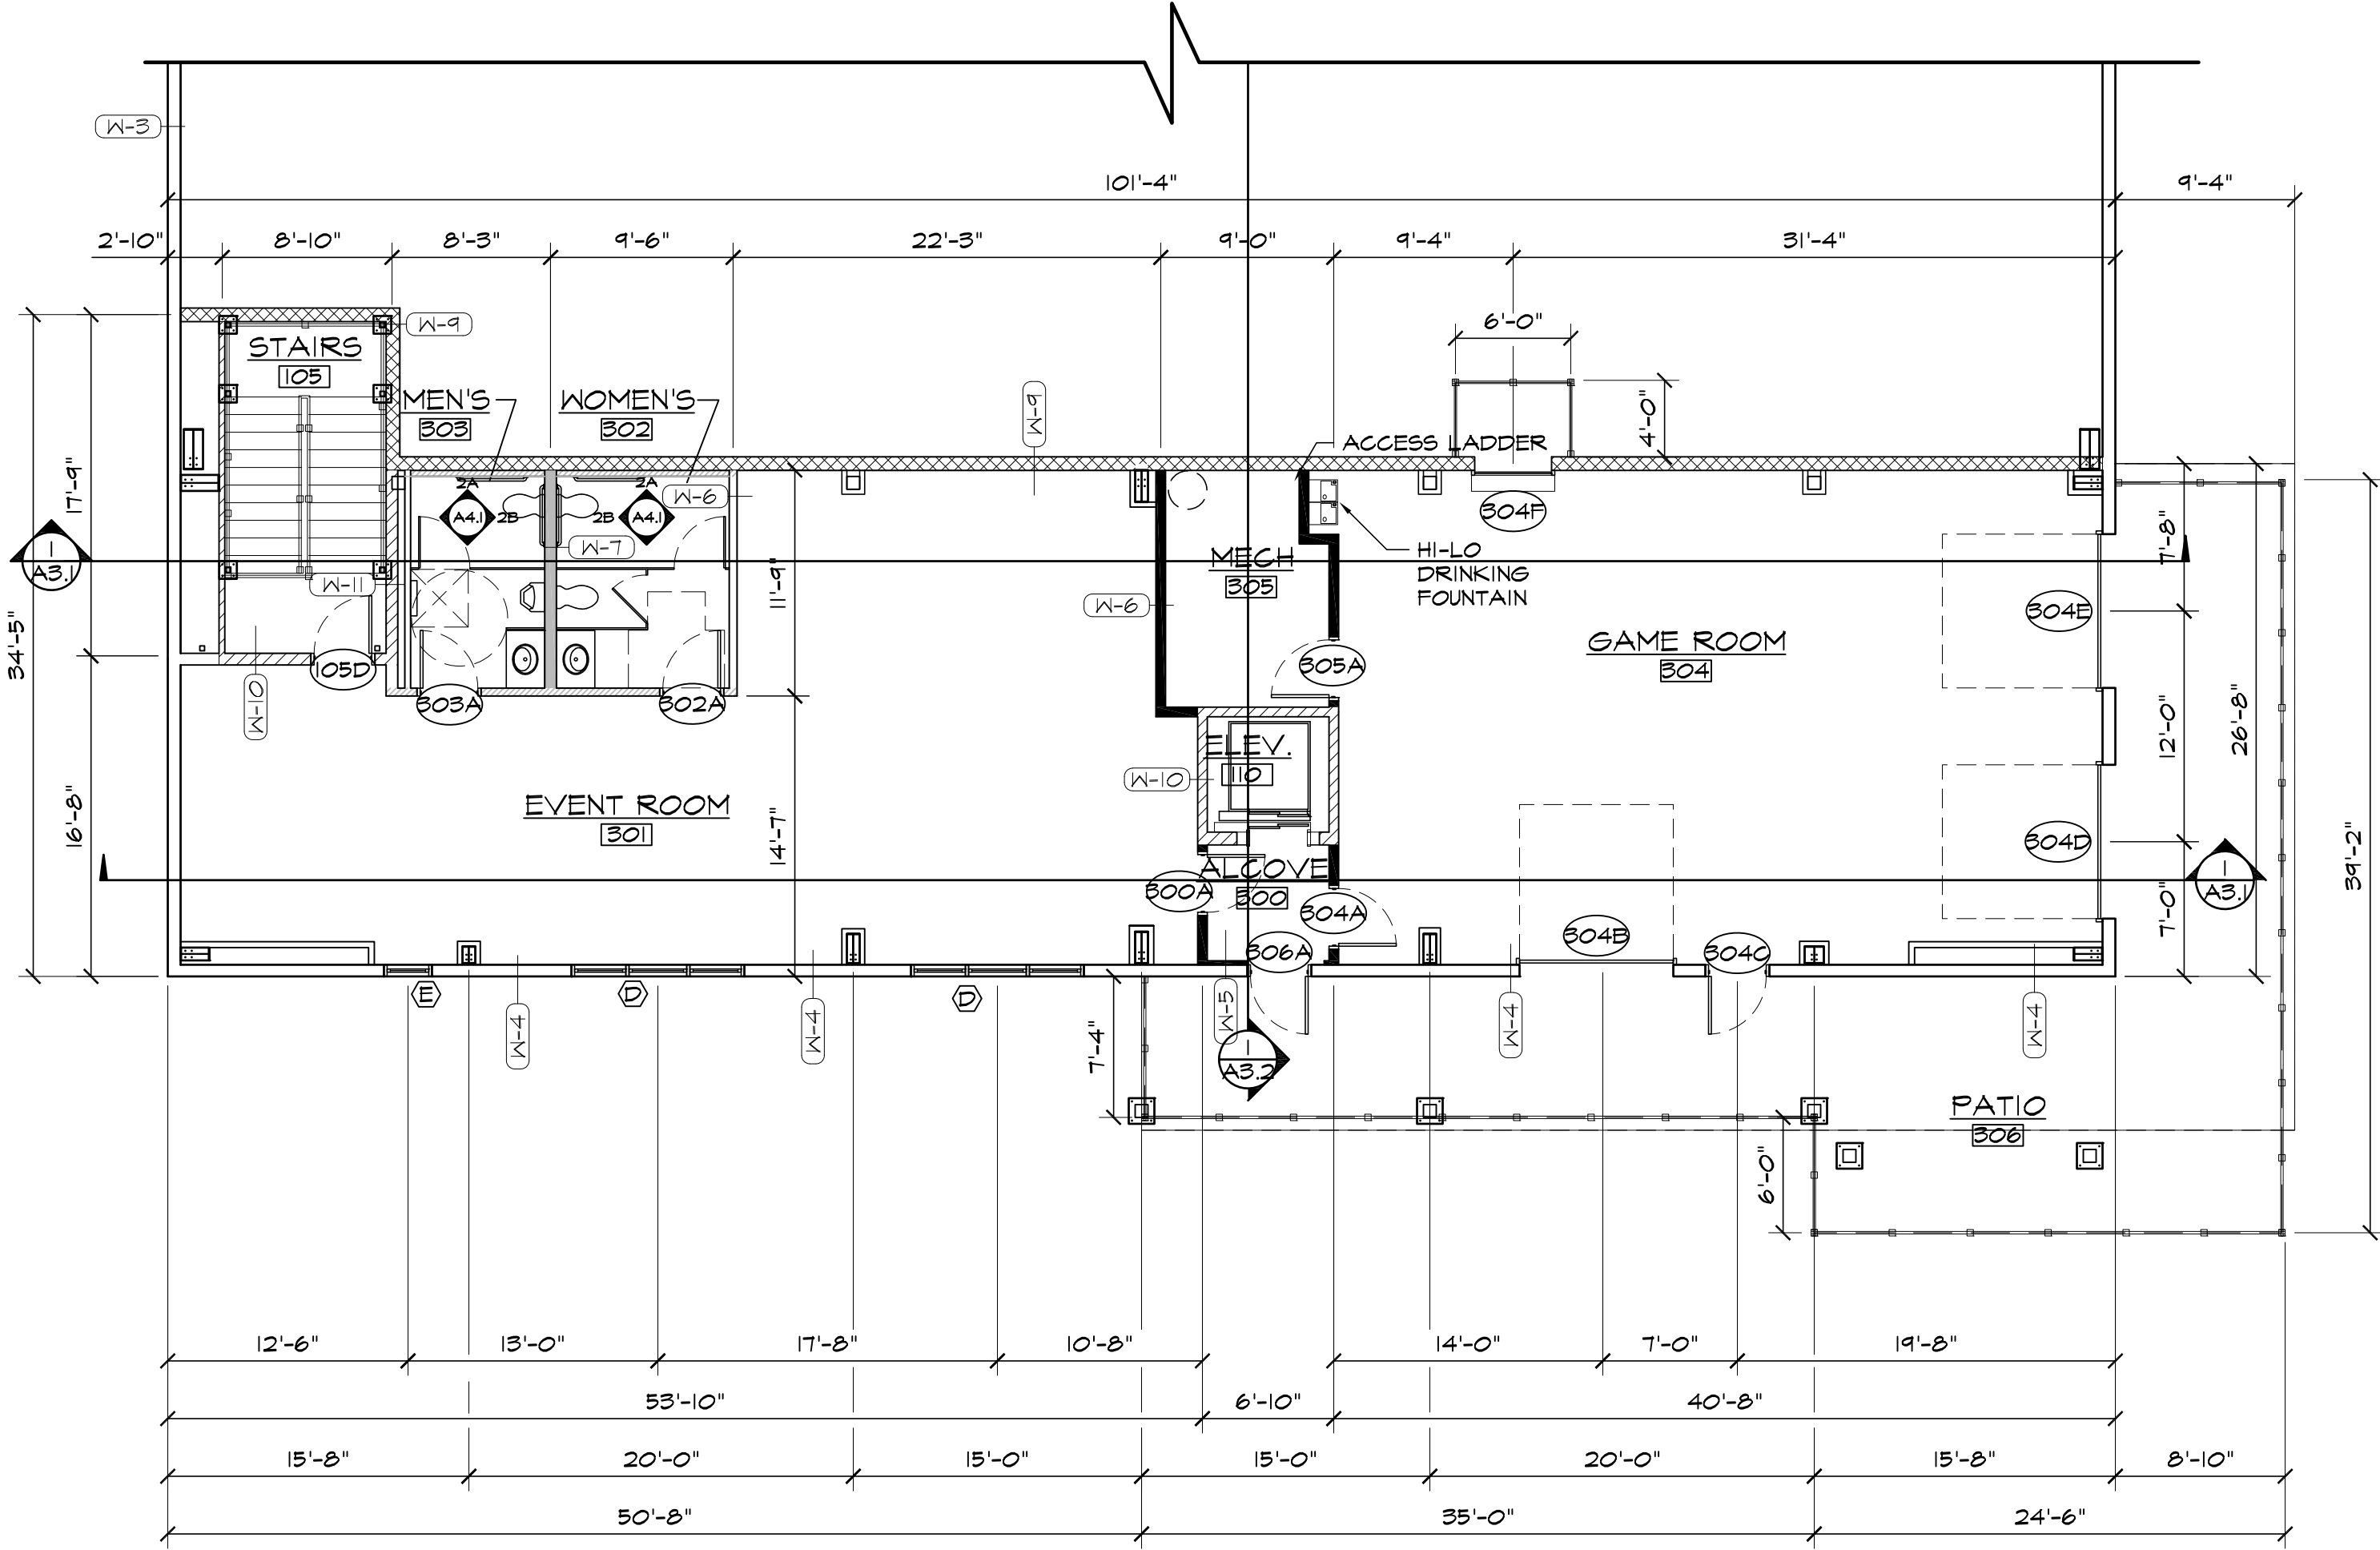 W-3
101'-4"
9'-4"
2'-10"
8'-10"
8'-3"
9'-6"
22'-3"
9'-0"
9'-4"
31'-4"
6'-0"
W-9
STAIRS
105
MEN'S
303
WOMEN'S
302
W-9
4'-0"
ACCESS LADDER
17'-9"
2A
2A
W-6
A4.1
2B
2B
A4.1
304F
7'-8"
W-7
HI-LO
DRINKING
FOUNTAIN
MECH
305
1
A3.1
W-11
11'-9"
W-6
304E
34'-5"
GAME ROOM
304
105D
305A
W-10
303A
302A
12'-0"
26'-8"
ELEV.
110
W-10
16'-8"
EVENT ROOM
301
14'-7"
304D
39'-2"
ALCOVE
300
300A
1
A3.1
304A
7'-0"
304B
306A
304C
E
D
D
W-5
W-4
W-4
W-4
W-4
7'-4"
1
A3.2
PATIO
306
6'-0"
12'-6"
13'-0"
17'-8"
10'-8"
14'-0"
7'-0"
19'-8"
53'-10"
6'-10"
40'-8"
15'-8"
20'-0"
15'-0"
15'-0"
20'-0"
15'-8"
8'-10"
50'-8"
35'-0"
24'-6"